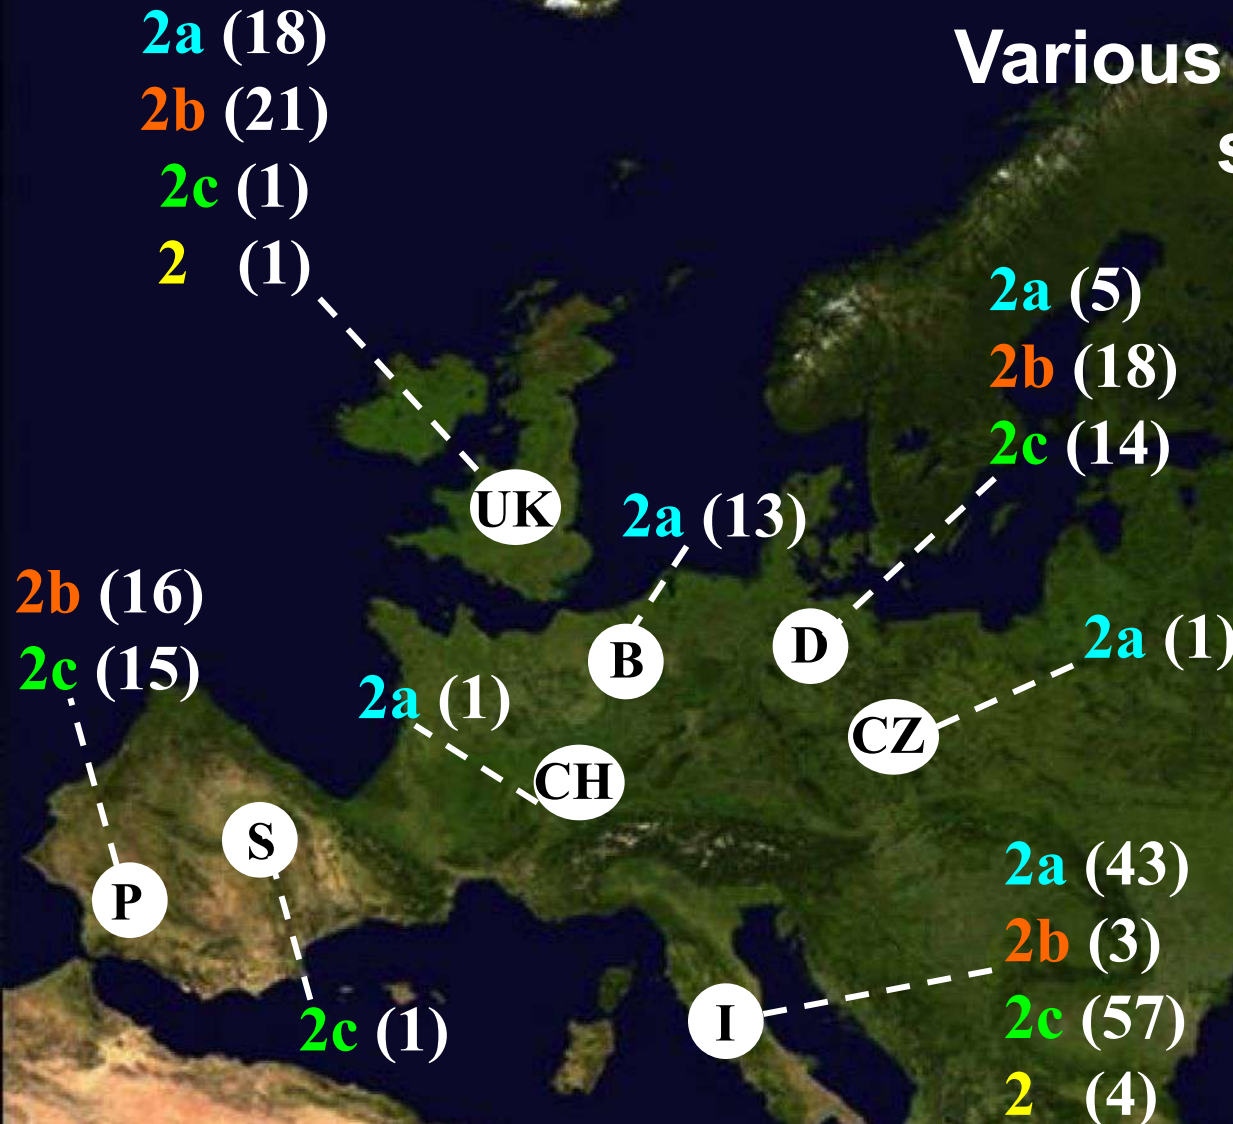 2a (18)
2b (21)
2c (1)
2 (1)
Various
s
2a (5)
2b (18)
2c (14)
UK
2a (13)
2b (16)
2c (15)
B
D
2a (1)
2a (1)
CZ
CH
S
P
2c (1)
I
2a (43)
2b (3)
2c (57)
2 (4)